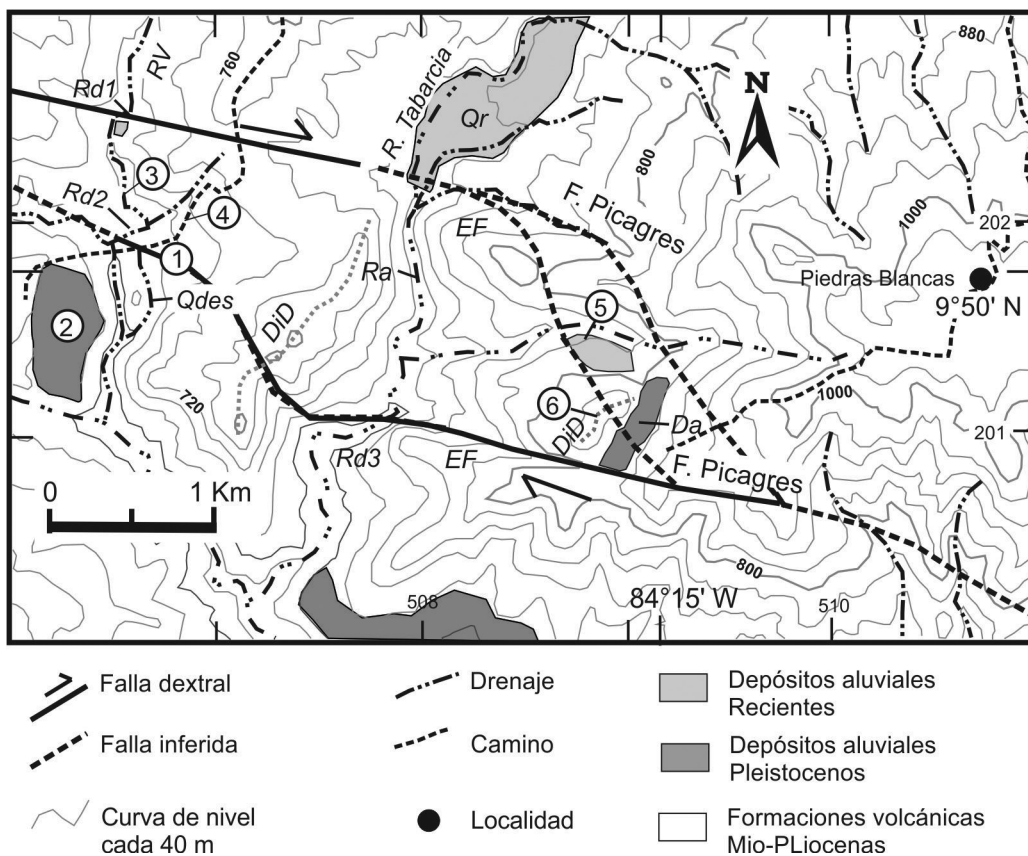 880
RV
760
Rd1
R. Tabarcia
Qr
N
800
3
Rd2
4
F. Picagres
1000
202
EF
1
Piedras Blancas
Ra
9°50' N
Qdes
5
2
DiD
1000
720
6
DiD
Da
201
0 1 Km
Rd3
EF
F. Picagres
800
508
84°15' W
510
Falla dextral
Drenaje
Depósitos aluviales
Recientes
Falla inferida
Camino
Depósitos aluviales
Pleistocenos
Curva de nivel
cada 40 m
Localidad
Formaciones volcánicas
Mio-PLiocenas